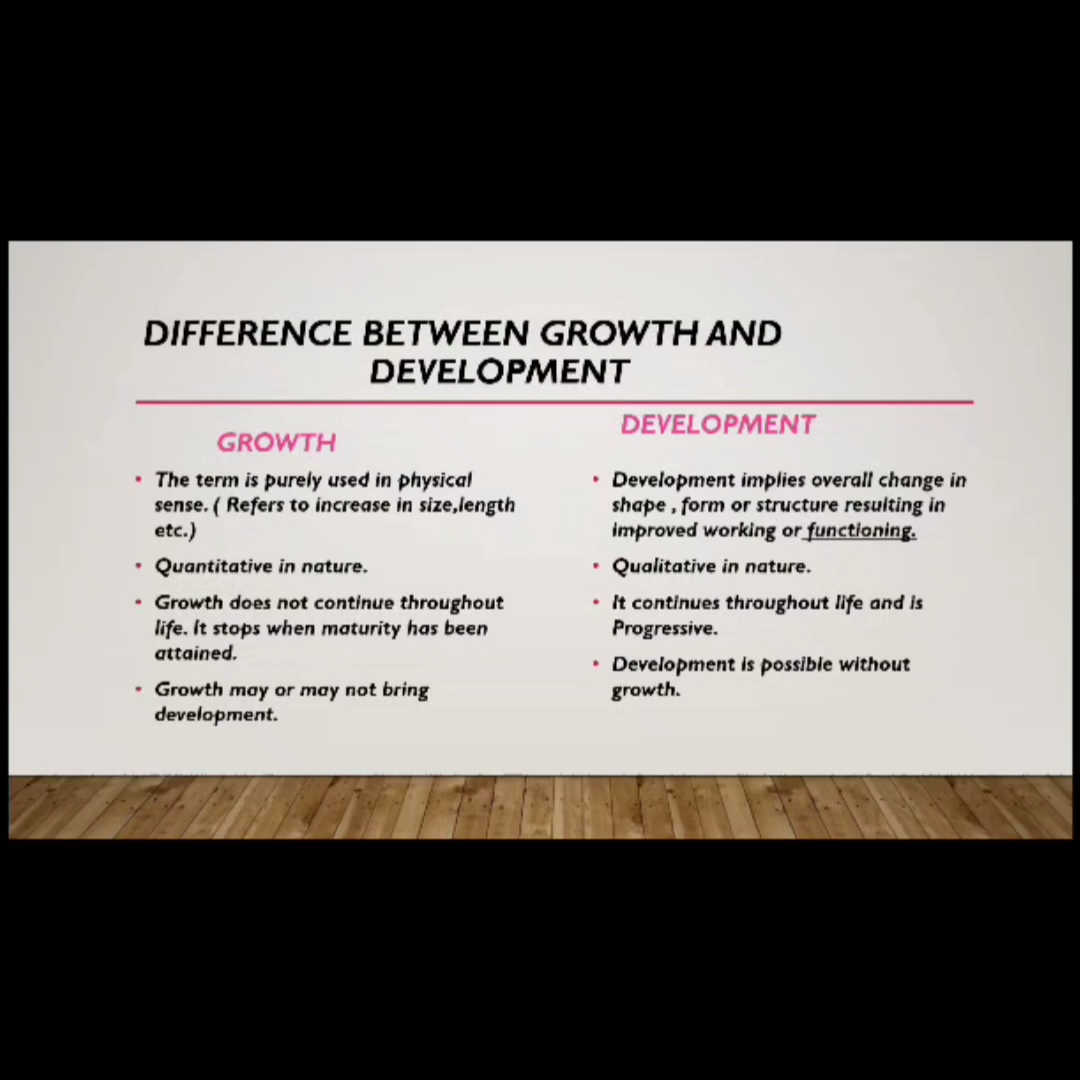 DIFFERENCE BETWEEN GROWTH AND
DEVELOPMENT
GROWTH
• The term is purely used in physical
sense. ( Refers to increase in size,length
etc.)
• Quantitative in nature.
• Growth does not continue throughout
life. It stops when maturity has been
attained.
• Growth may or may not bring
development.
DEVELOPMENT
• Development implies overall change in
shape , form or structure resulting in
improved working or functioning.
• Qualitative in nature.
• It continues throughout life and is
Progressive.
• Development is possible without
growth.